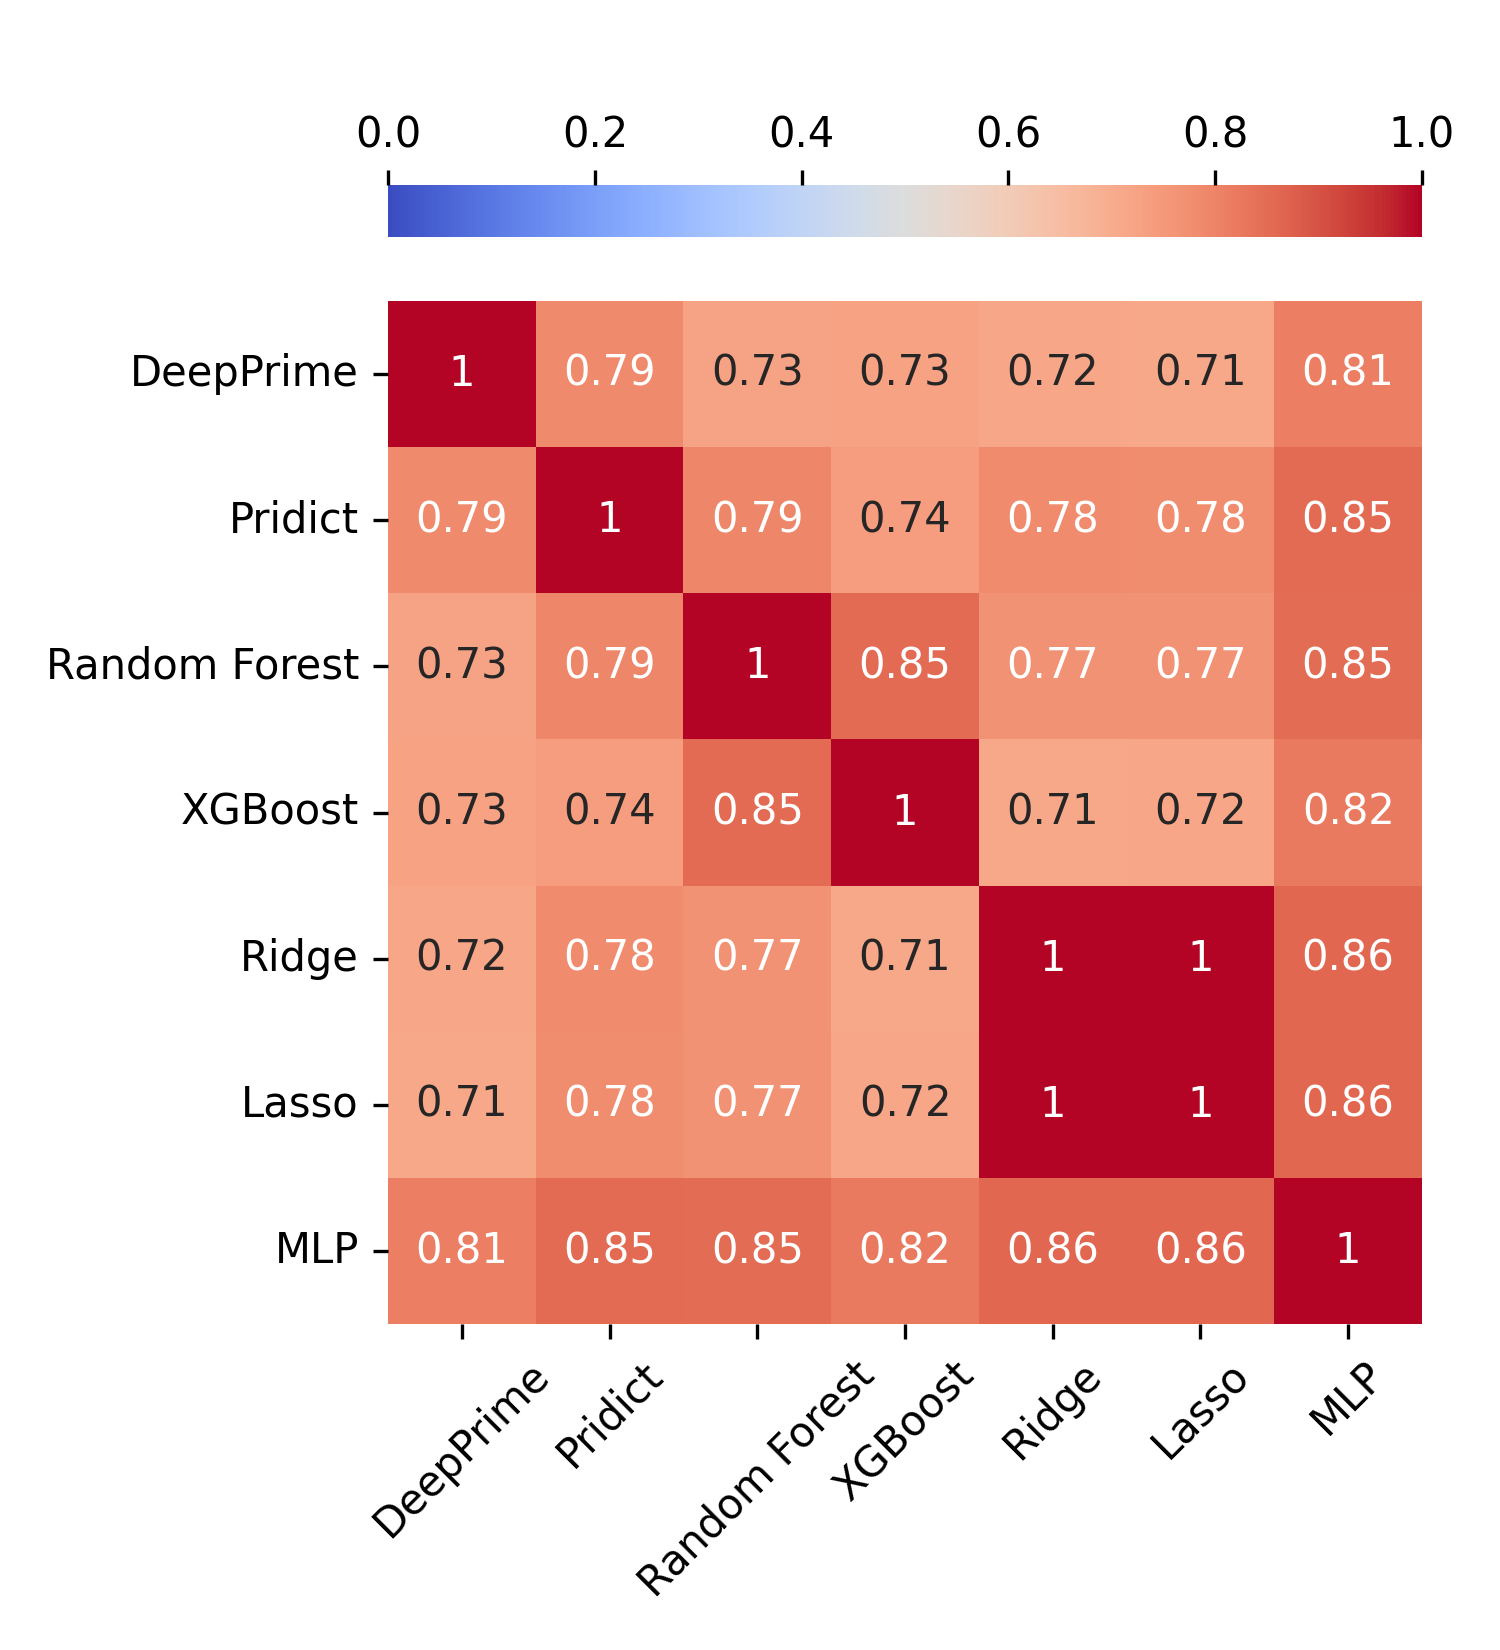 0.0 0.2 0.4 0.6 0.8 1.0
DeepPrime 1 0.79 0.73 0.73 0.72 0.71 0.81
Pridict 0.79 1 0.79 0.74 0.78 0.78 0.85
Random Forest 0.73 0.79 1 0.85 0.77 0.77 0.85
XGBoost 0.73 0.74 0.85 1 0.71 0.72 0.82
Ridge 0.72 0.78 0.77 0.71 1 1 0.86
Lasso 0.71 0.78 0.77 0.72 1 1 0.86
MLP 0.81 0.85 0.85 0.82 0.86 0.86 1
DeepPrime Pridict Random Forest XGBoost Ridge Lasso MLP